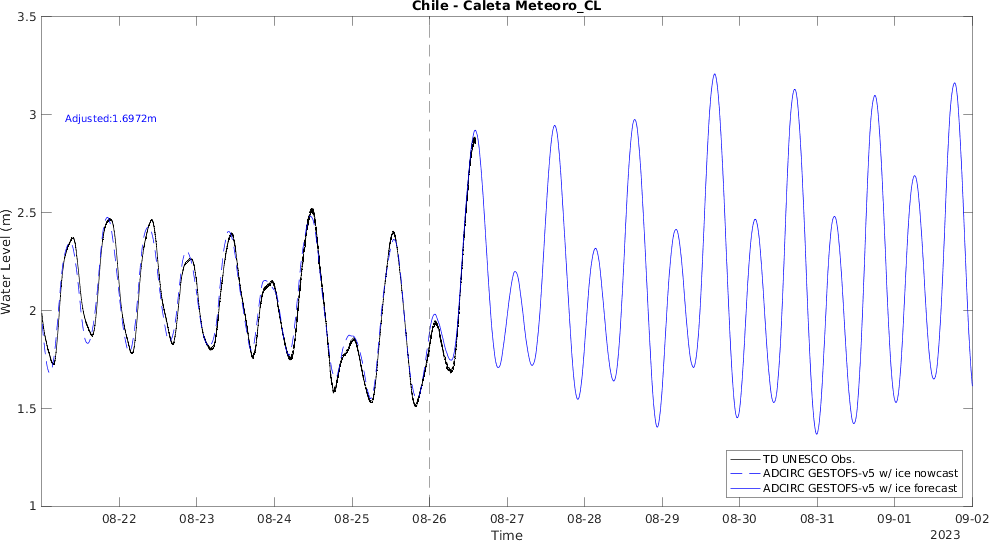 Chile - Caleta Meteoro_CL
3.5
3
2.5
2
1.5
1
Water Level (m)
Adjusted:1.6972m
TD UNESCO Obs.
ADCIRC GESTOFS-v5 w/ ice nowcast
ADCIRC GESTOFS-v5 w/ ice forecast
08-22 08-23 08-24 08-25 08-26 08-27 08-28 08-29 08-30 08-31 09-01 09-02
Time
2023